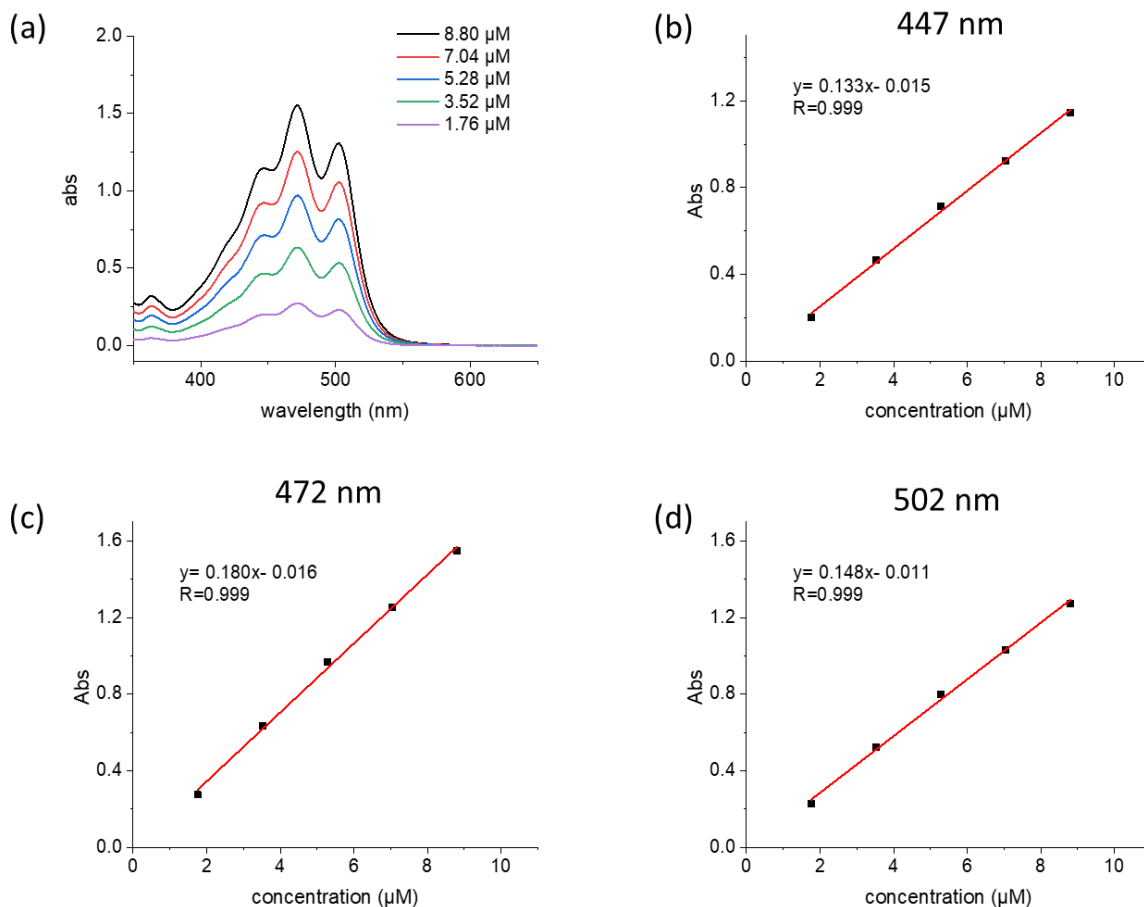 (a)
2.0
1.5
1.0
0.5
0.0
abs
8.80 µM
7.04 µM
5.28 µM
3.52 µM
1.76 µM
400
500
600
wavelength (nm)
(b)
447 nm
y= 0.133x- 0.015
R=0.999
1.2
0.8
0.4
0.0
Abs
0 2 4 6 8 10
concentration (µM)
(c)
472 nm
y= 0.180x- 0.016
R=0.999
1.6
1.2
0.8
0.4
0.0
Abs
0 2 4 6 8 10
concentration (µM)
(d)
502 nm
y= 0.148x- 0.011
R=0.999
1.6
1.2
0.8
0.4
0.0
Abs
0 2 4 6 8 10
concentration (µM)